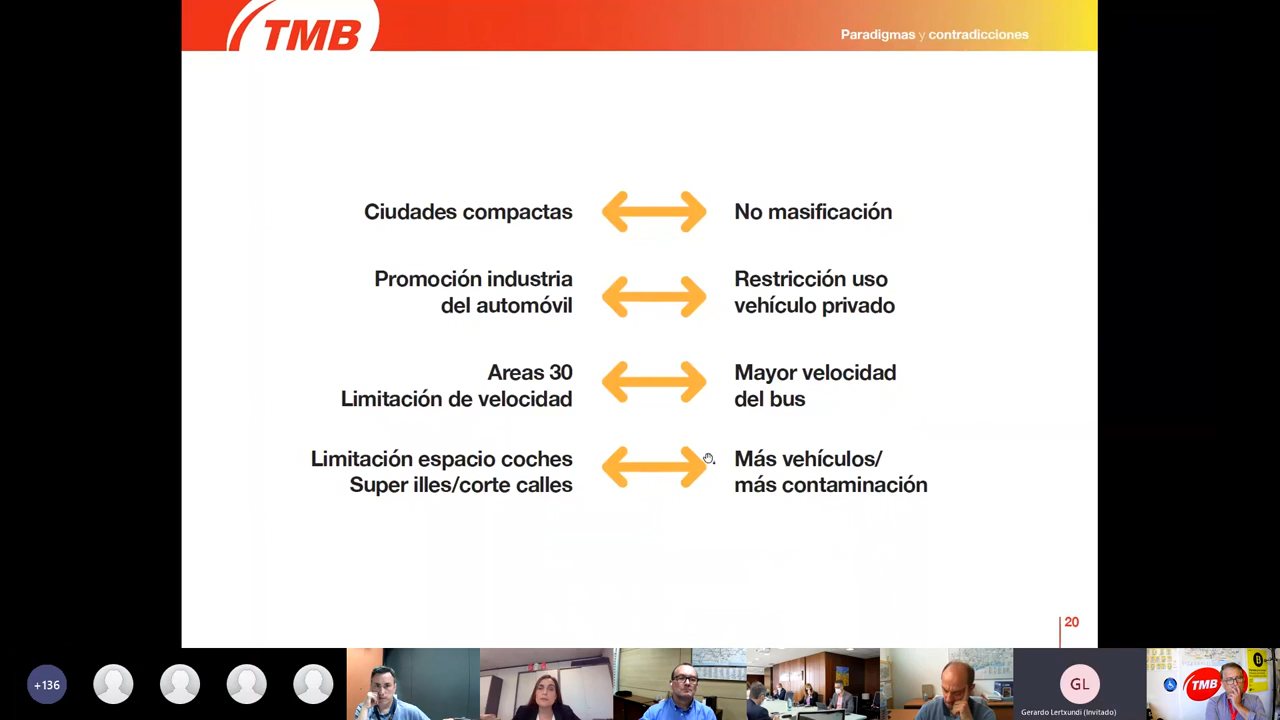 TMB
Paradigmas y contradicciones
Ciudades compactas
No masificación
Promoción industria
del automóvil
Restricción uso
vehículo privado
Areas 30
Limitación de velocidad
Mayor velocidad
del bus
Limitación espacio coches
Super illes/corte calles
Más vehículos/
más contaminación
20
+136
GL
Gerardo Lertxundi (Invitado)
TMB